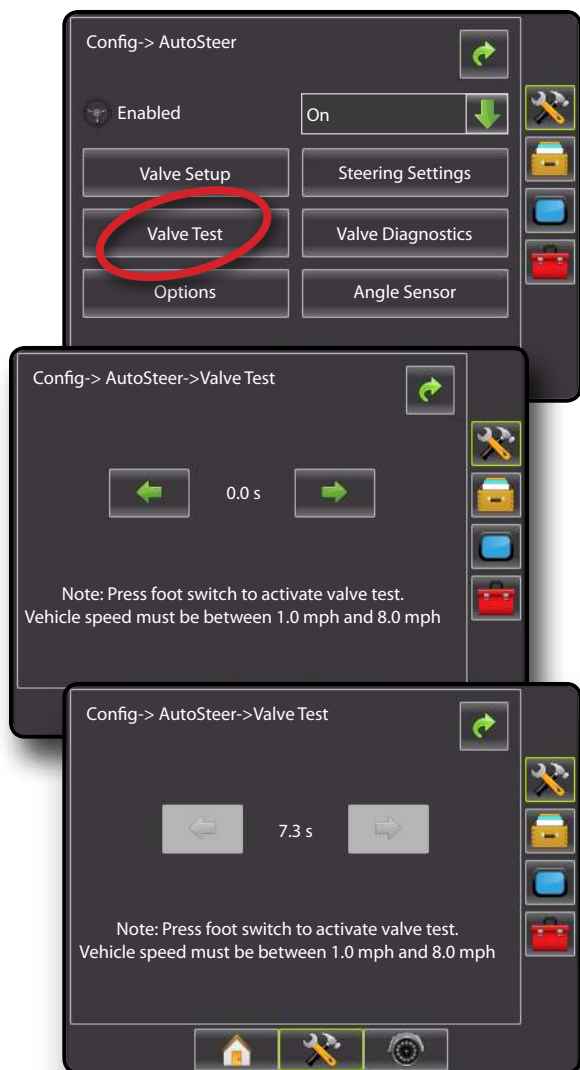 Config-> AutoSteer
Enabled
On
Valve Setup
Steering Settings
Valve Test
Valve Diagnostics
Options
Angle Sensor
Config-> AutoSteer->Valve Test
0.0 s
Note: Press foot switch to activate valve test.
Vehicle speed must be between 1.0 mph and 8.0 mph
Config-> AutoSteer->Valve Test
7.3 s
Note: Press foot switch to activate valve test.
Vehicle speed must be between 1.0 mph and 8.0 mph